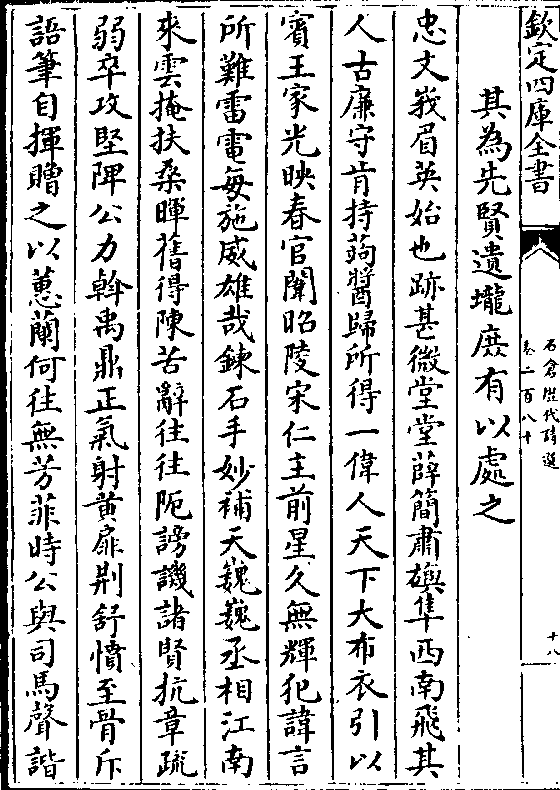 欽定四庫全書
石倉歷代詩選
卷二百八十
十八
其為先賢遺壠庶有以處之
忠文峩眉英始也跡甚微堂堂薛簡肅嶼隼西南飛其
人古廉守肯持蒟醬歸所得一偉人天下大布衣引以
賓王家光映春官闈昭陵宋仁主前星久無輝犯諱言
所難雷電每施威雄哉鍊石手妙補天巍巍丞相江南
來雲掩扶桑暉舊得陳苦辭往往阨謗譏諸賢抗章疏
弱卒攻堅陴公力斡禹鼎正氣射黄扉荆舒憤至骨斥
語筆自揮贈之以蕙蘭何往無芳菲時公與司馬聲諧